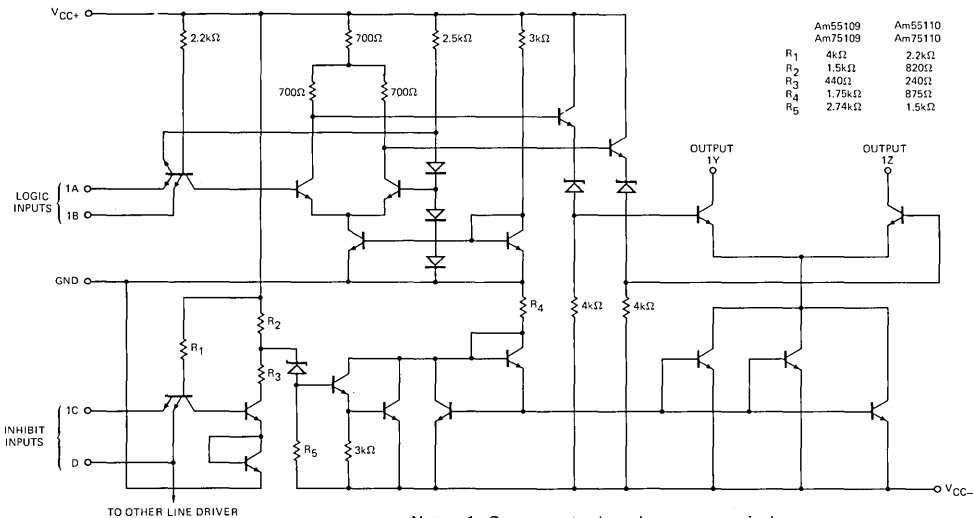 VCC+
2.2kΩ
700Ω
2.5kΩ
3kΩ
700Ω
700Ω
Am55109 Am55110
Am75109 Am75110
R1 4kΩ 2.2kΩ
R2 1.5kΩ 820Ω
R3 440Ω 240Ω
R4 1.75kΩ 875Ω
R5 2.74kΩ 1.5kΩ
OUTPUT
1Y
OUTPUT
1Z
LOGIC
INPUTS
1A
1B
GND
R2
R4
4kΩ
4kΩ
R1
R3
1C
INHIBIT
INPUTS
D
R5
3kΩ
VCC–
TO OTHER LINE DRIVER